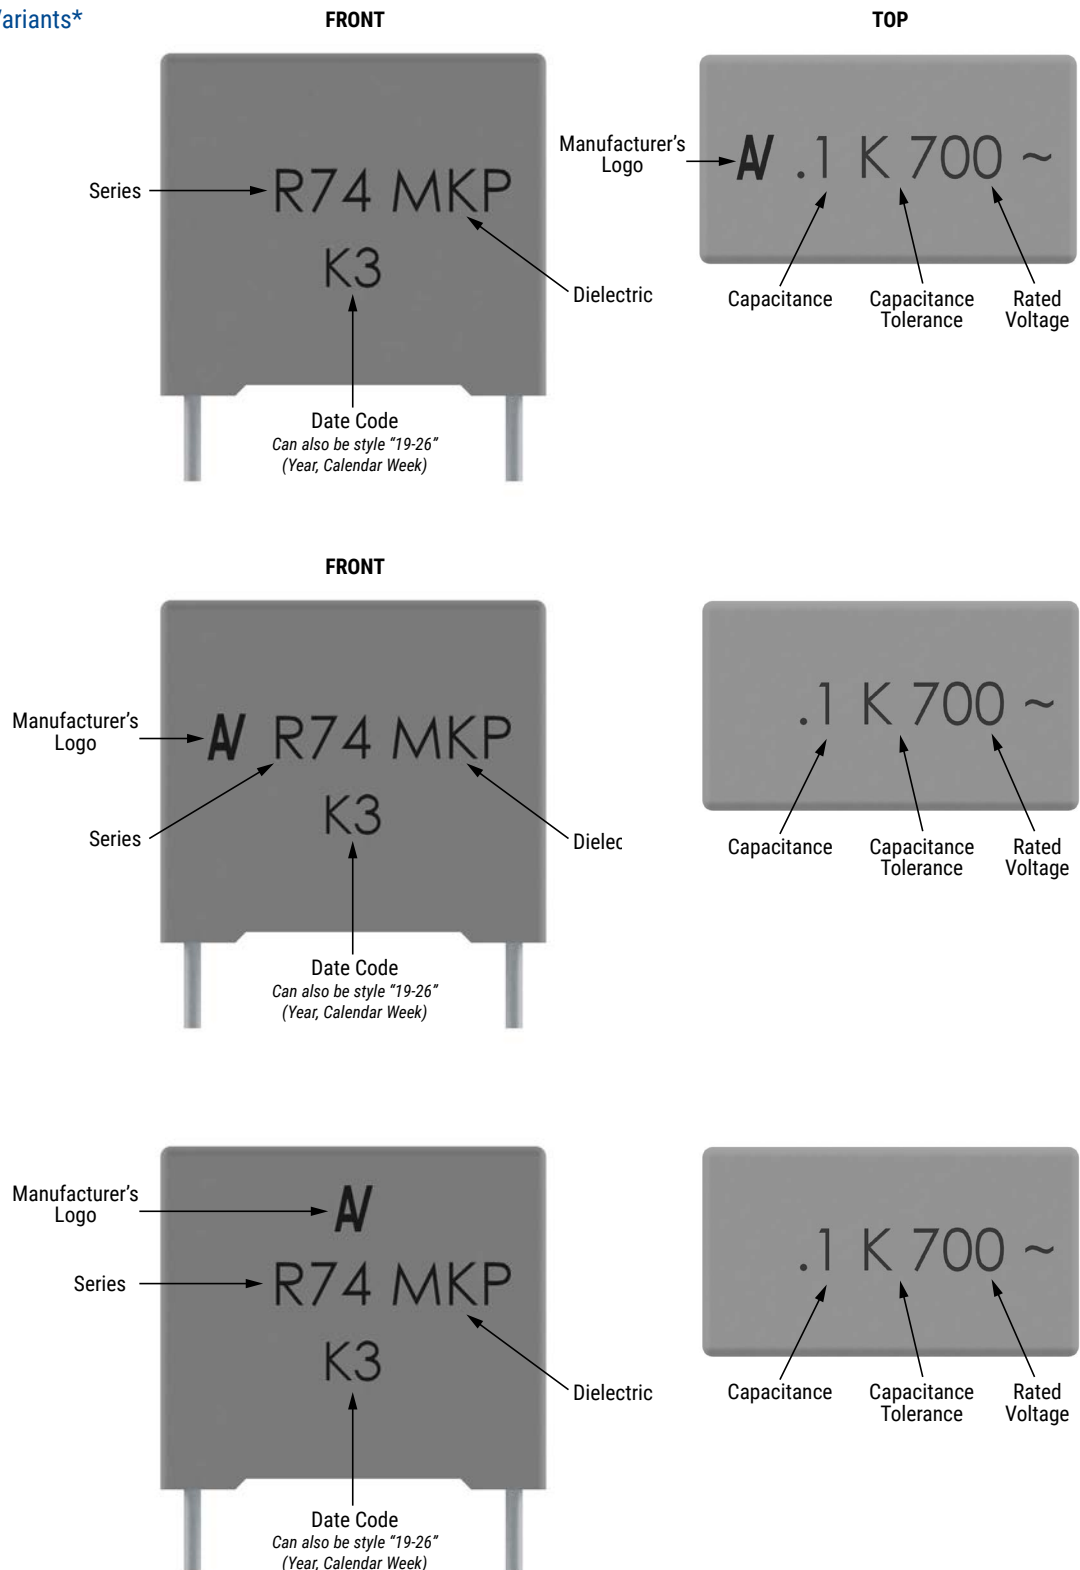 Variants*
FRONT
TOP
R74 MKP
K3
Series
Dielectric
Date Code
Can also be style “19-26”
(Year, Calendar Week)
Manufacturer’s
Logo
.1 K 700 ~
Capacitance
Capacitance
Tolerance
Rated
Voltage
FRONT
Manufacturer’s
Logo
R74 MKP
K3
Series
Dielec
Date Code
Can also be style “19-26”
(Year, Calendar Week)
.1 K 700 ~
Capacitance
Capacitance
Tolerance
Rated
Voltage
Manufacturer’s
Logo
Series
R74 MKP
K3
Dielectric
Date Code
Can also be style “19-26”
(Year, Calendar Week)
.1 K 700 ~
Capacitance
Capacitance
Tolerance
Rated
Voltage